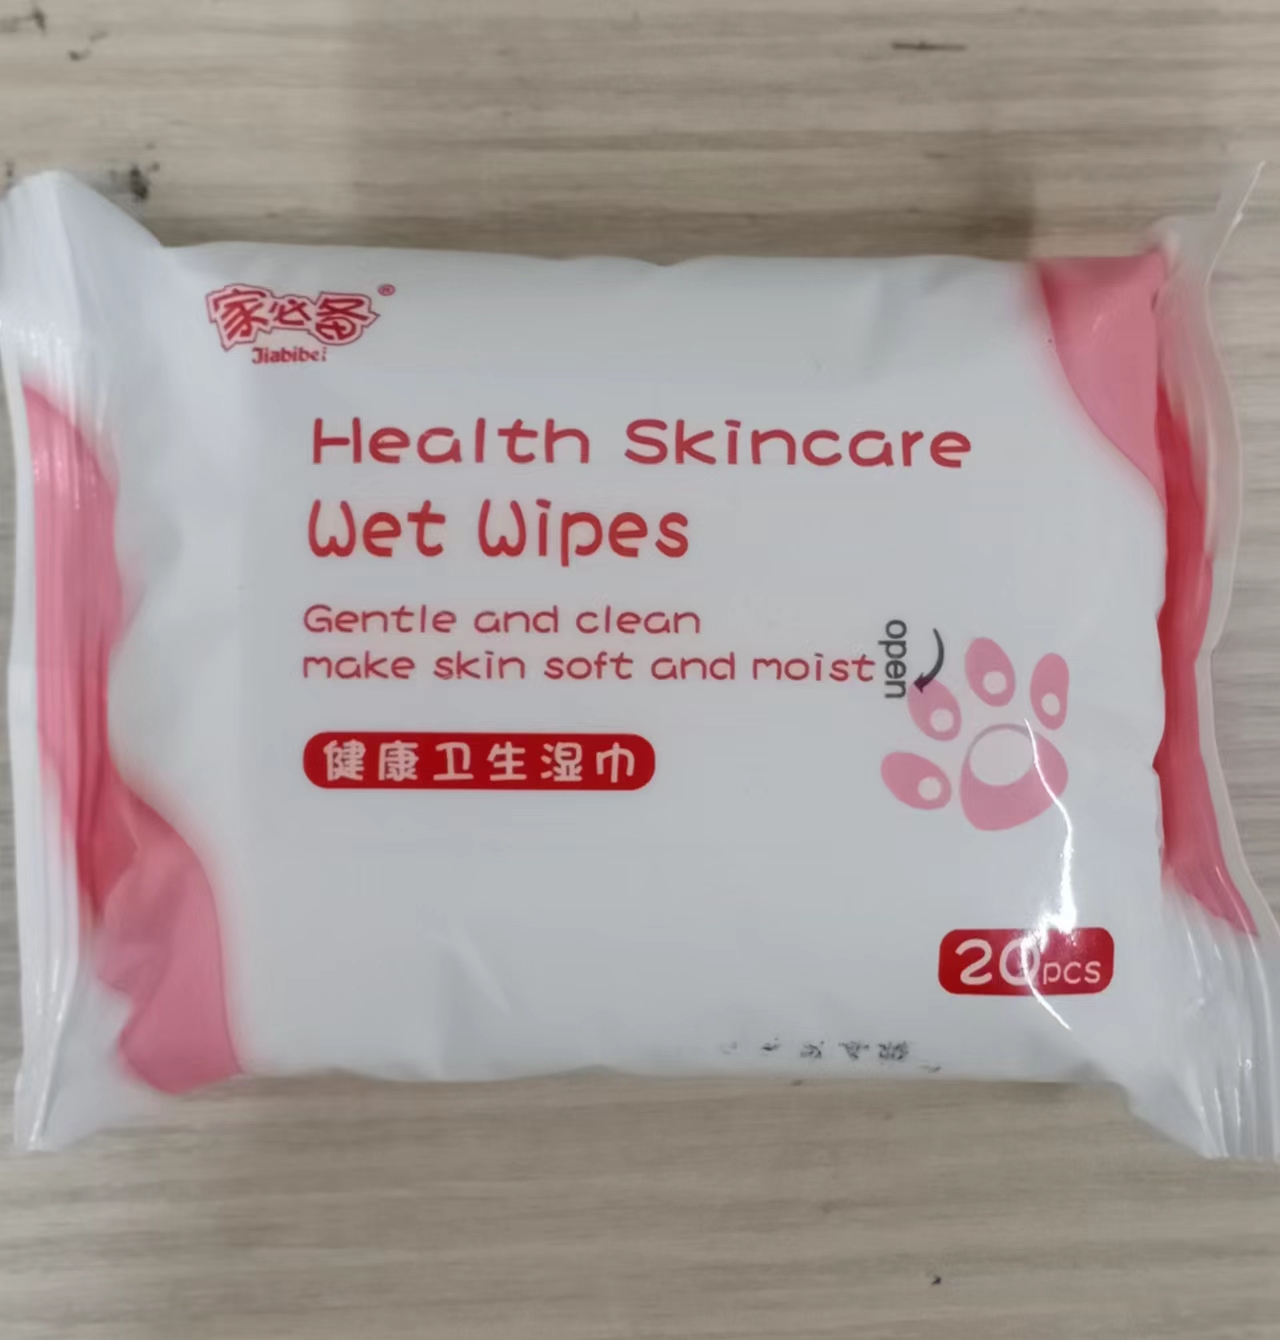 家必备®
Jiabibei
Health Skincare
Wet Wipes
Gentle and clean
make skin soft and moist
open
健康卫生湿巾
20pcs